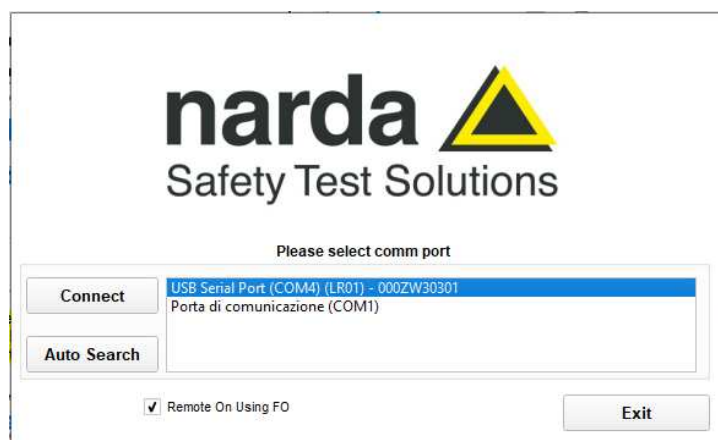 narda
Safety Test Solutions
Please select comm port
Connect
USB Serial Port (COM4) (LR01) - 000ZW30301
Porta di comunicazione (COM1)
Auto Search
Remote On Using FO
Exit